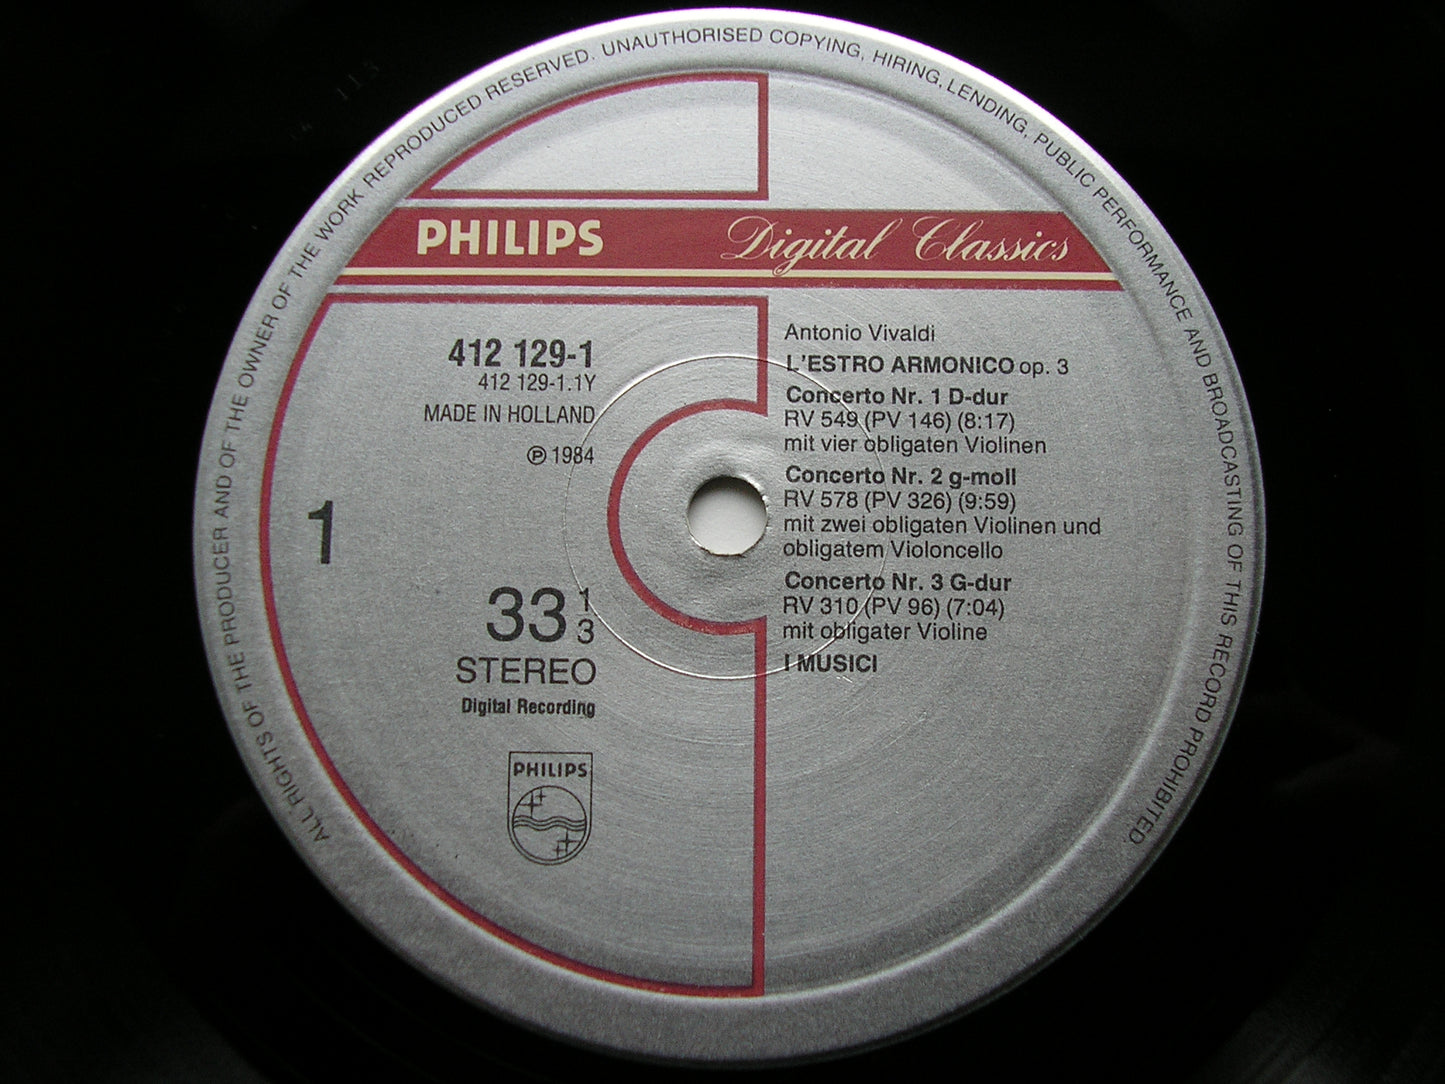 ALL RIGHTS OF THE PRODUCER AND OF THE OWNER OF THE WORK REPRODUCED RESERVED. UNAUTHORISED COPYING, HIRING, LENDING, PUBLIC PERFORMANCE AND BROADCASTING OF THIS RECORD PROHIBITED.
PHILIPS Digital Classics
412 129-1
412 129-1.1Y
MADE IN HOLLAND
℗ 1984
1
33 1/3
STEREO
Digital Recording
PHILIPS
Antonio Vivaldi
L'ESTRO ARMONICO op. 3
Concerto Nr. 1 D-dur
RV 549 (PV 146) (8:17)
mit vier obligaten Violinen
Concerto Nr. 2 g-moll
RV 578 (PV 326) (9:59)
mit zwei obligaten Violinen und
obligatem Violoncello
Concerto Nr. 3 G-dur
RV 310 (PV 96) (7:04)
mit obligater Violine
I MUSICI